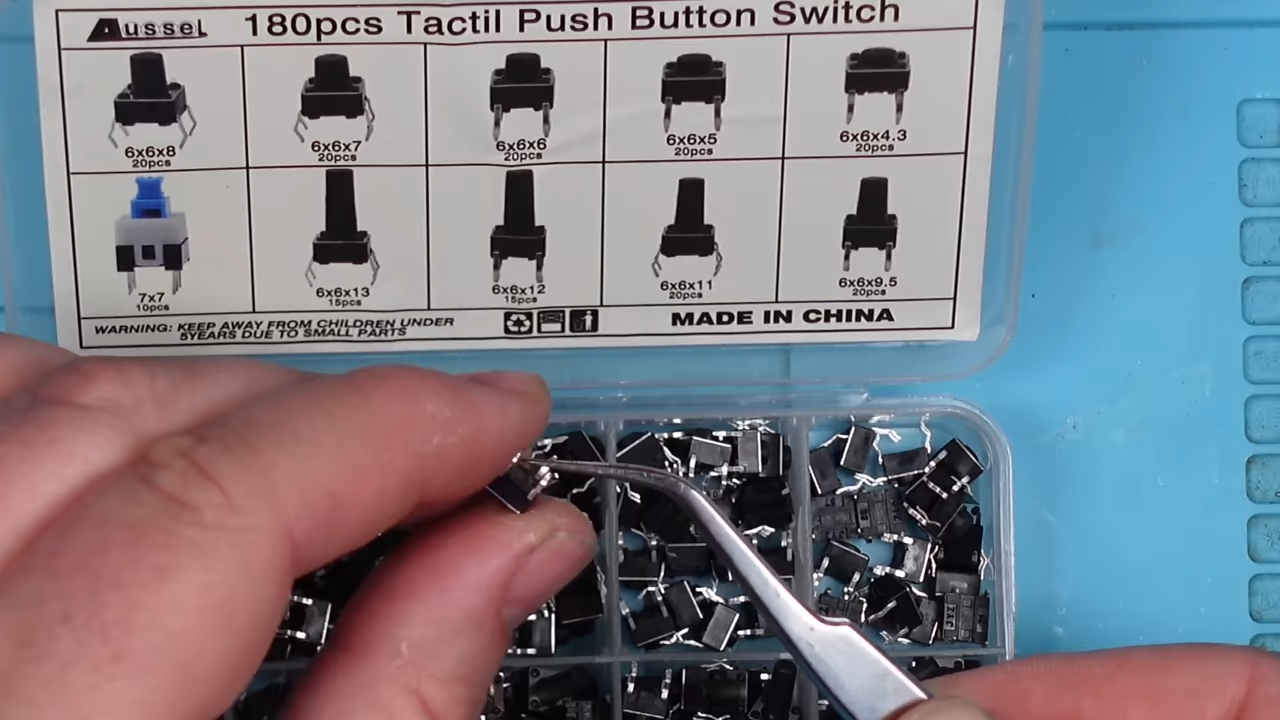 AUSSEL 180pcs Tactil Push Button Switch
6x6x8
20pcs
6x6x7
20pcs
6x6x6
20pcs
6x6x5
20pcs
6x6x4.3
20pcs
7x7
10pcs
6x6x13
15pcs
6x6x12
15pcs
6x6x11
20pcs
6x6x9.5
20pcs
WARNING: KEEP AWAY FROM CHILDREN UNDER
5YEARS DUE TO SMALL PARTS
MADE IN CHINA